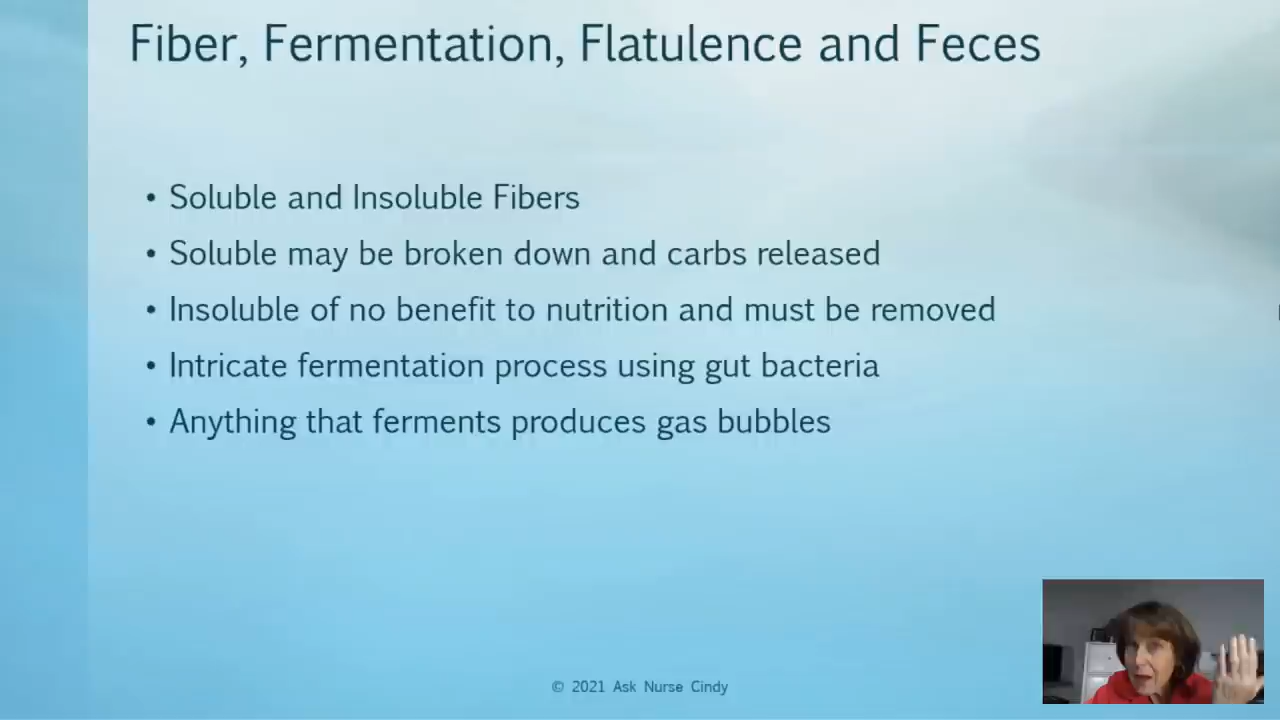 Fiber, Fermentation, Flatulence and Feces
• Soluble and Insoluble Fibers
• Soluble may be broken down and carbs released
• Insoluble of no benefit to nutrition and must be removed
• Intricate fermentation process using gut bacteria
• Anything that ferments produces gas bubbles
© 2021 Ask Nurse Cindy